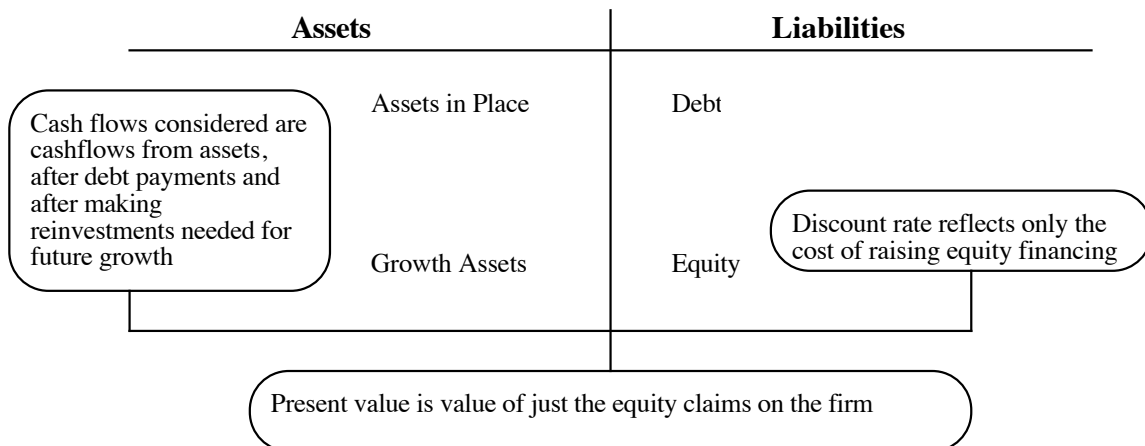 Assets
Liabilities
Assets in Place
Debt
Cash flows considered are
cashflows from assets,
after debt payments and
after making
reinvestments needed for
future growth
Growth Assets
Equity
Discount rate reflects only the
cost of raising equity financing
Present value is value of just the equity claims on the firm